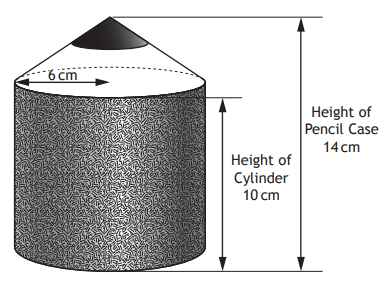 6 cm
Height of
Pencil Case
14 cm
Height of
Cylinder
10 cm